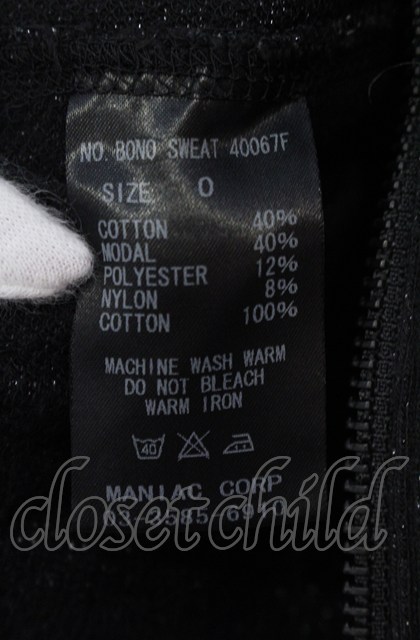 NO. BONO SWEAT 40067F
SIZE 0
COTTON 40%
MODAL 40%
POLYESTER 12%
NYLON 8%
COTTON 100%
MACHINE WASH WARM
DO NOT BLEACH
WARM IRON
40
MANIAC CORP
closet child